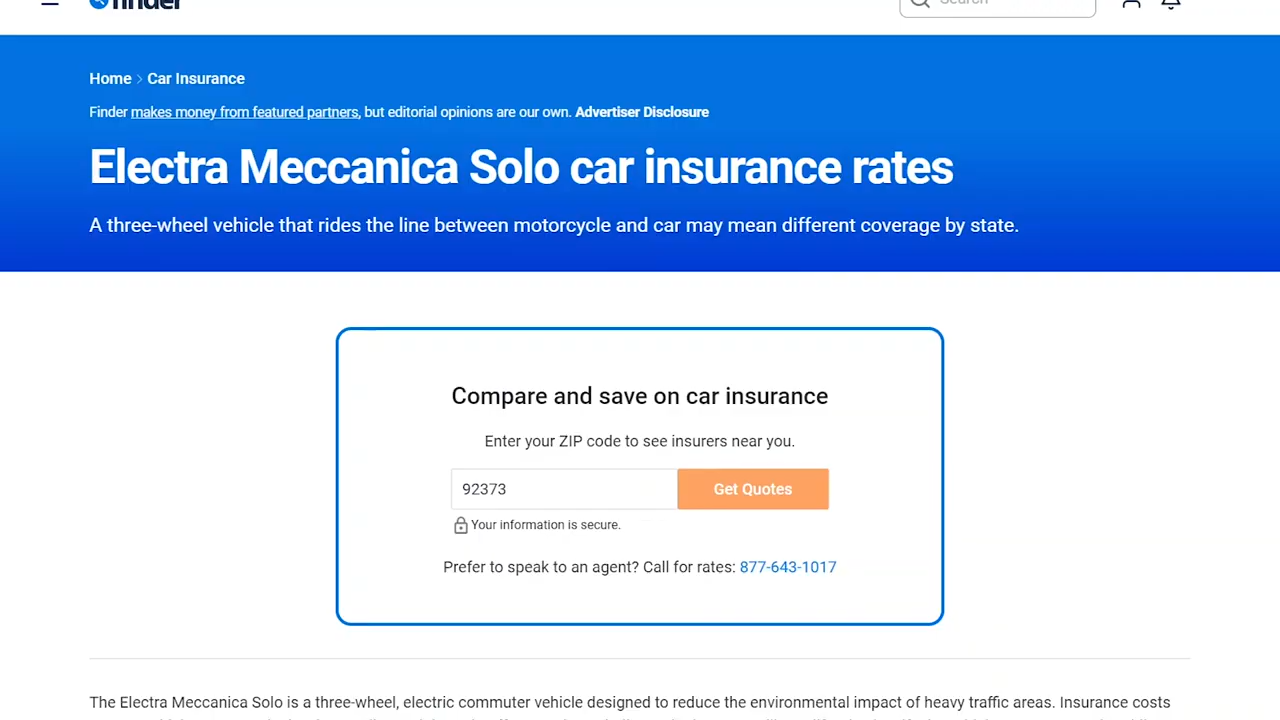 finder
Search
Home > Car Insurance
Finder makes money from featured partners, but editorial opinions are our own. Advertiser Disclosure
Electra Meccanica Solo car insurance rates
A three-wheel vehicle that rides the line between motorcycle and car may mean different coverage by state.
Compare and save on car insurance
Enter your ZIP code to see insurers near you.
92373
Get Quotes
Your information is secure.
Prefer to speak to an agent? Call for rates: 877-643-1017
The Electra Meccanica Solo is a three-wheel, electric commuter vehicle designed to reduce the environmental impact of heavy traffic areas. Insurance costs